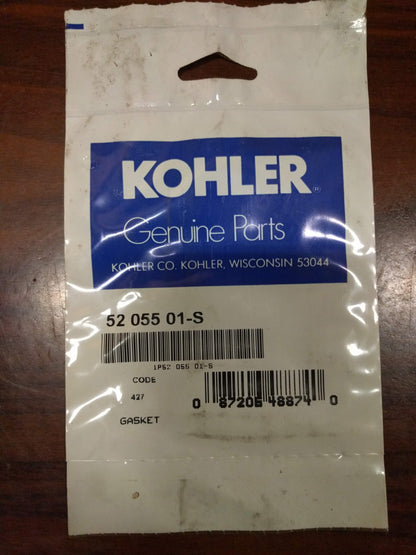 KOHLER®
Genuine Parts
KOHLER CO. KOHLER, WISCONSIN 53044
52 055 01-S
1P52 055 01-S
CODE
427
0 87205 48874 0
GASKET